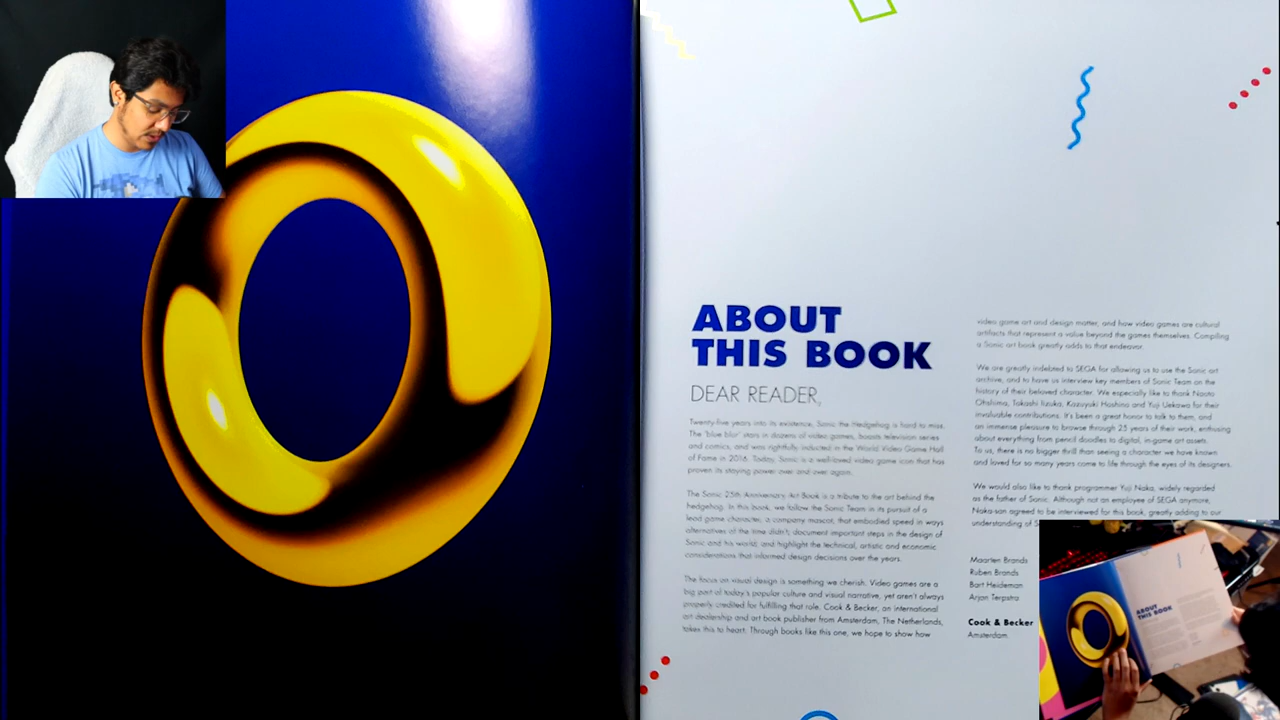 ABOUT
THIS BOOK
DEAR READER,
Twenty-five years into its existence, Sonic the Hedgehog is hard to miss.
The 'blue blur' stars in dozens of video games, boasts television series
and comics, and was rightfully inducted in the World Video Game Hall
of Fame in 2016. Today, Sonic is a well-loved video game icon that has
proven its staying power over and over again.
The Sonic 25th Anniversary Art Book is a tribute to the art behind the
hedgehog. In this book, we follow the Sonic Team in its pursuit of a
lead game character, a company mascot, that embodied speed in ways
alternatives of the time didn't; document important steps in the design of
Sonic and his world; and highlight the technical, artistic and economic
considerations that informed design decisions over the years.
The focus on visual design is something we cherish. Video games are a
big part of today's popular culture and visual narrative, yet aren't always
properly credited for fulfilling that role. Cook & Becker, an international
art dealership and art book publisher from Amsterdam, The Netherlands,
takes this to heart. Through books like this one, we hope to show how
video game art and design matter, and how video games are cultural
artifacts that represent a value beyond the games themselves. Compiling
a Sonic art book greatly adds to that endeavor.
We are greatly indebted to SEGA for allowing us to use the Sonic art
archive, and to have us interview key members of Sonic Team on the
history of their beloved character. We especially like to thank Naoto
Ohshima, Takashi Iizuka, Kazuyuki Hoshino and Yuji Uekawa for their
invaluable contributions. It's been a great honor to talk to them, and
an immense pleasure to browse through 25 years of their work, enthusing
about everything from pencil doodles to digital, in-game art assets.
To us, there is no bigger thrill than seeing a character we have known
and loved for so many years come to life through the eyes of its designers.
We would also like to thank programmer Yuji Naka, widely regarded
as the father of Sonic. Although not an employee of SEGA anymore,
Naka-san agreed to be interviewed for this book, greatly adding to our
understanding of
Maarten Brands
Ruben Brands
Bart Heideman
Arjan Terpstra
Cook & Becker
Amsterdam
ABOUT
THIS BOOK